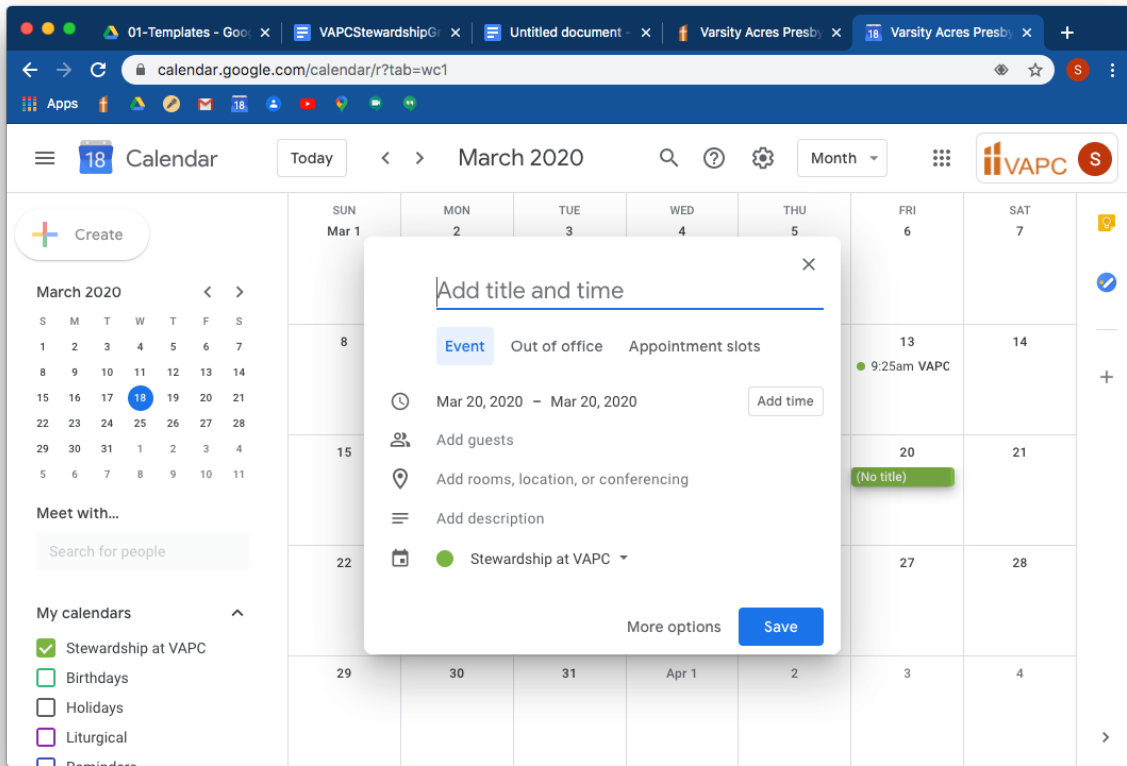 01-Templates - Goo
VAPCStewardshipGr
Untitled document -
Varsity Acres Presby
18 Varsity Acres Presby
calendar.google.com/calendar/r?tab=wc1
S
Apps
18
18 Calendar
Today
March 2020
Month
VAPC
S
Create
SUN MON TUE WED THU FRI SAT
Mar 1 2 3 4 5 6 7
March 2020
S M T W T F S
1 2 3 4 5 6 7
8 9 10 11 12 13 14
15 16 17 18 19 20 21
22 23 24 25 26 27 28
29 30 31 1 2 3 4
5 6 7 8 9 10 11
Meet with...
Search for people
My calendars
Stewardship at VAPC
Birthdays
Holidays
Liturgical
Reminders
Add title and time
Event Out of office Appointment slots
Mar 20, 2020 – Mar 20, 2020 Add time
Add guests
Add rooms, location, or conferencing
Add description
Stewardship at VAPC
More options Save
8 13 14
9:25am VAPC
15 20 21
(No title)
22 27 28
29 30 31 Apr 1 2 3 4